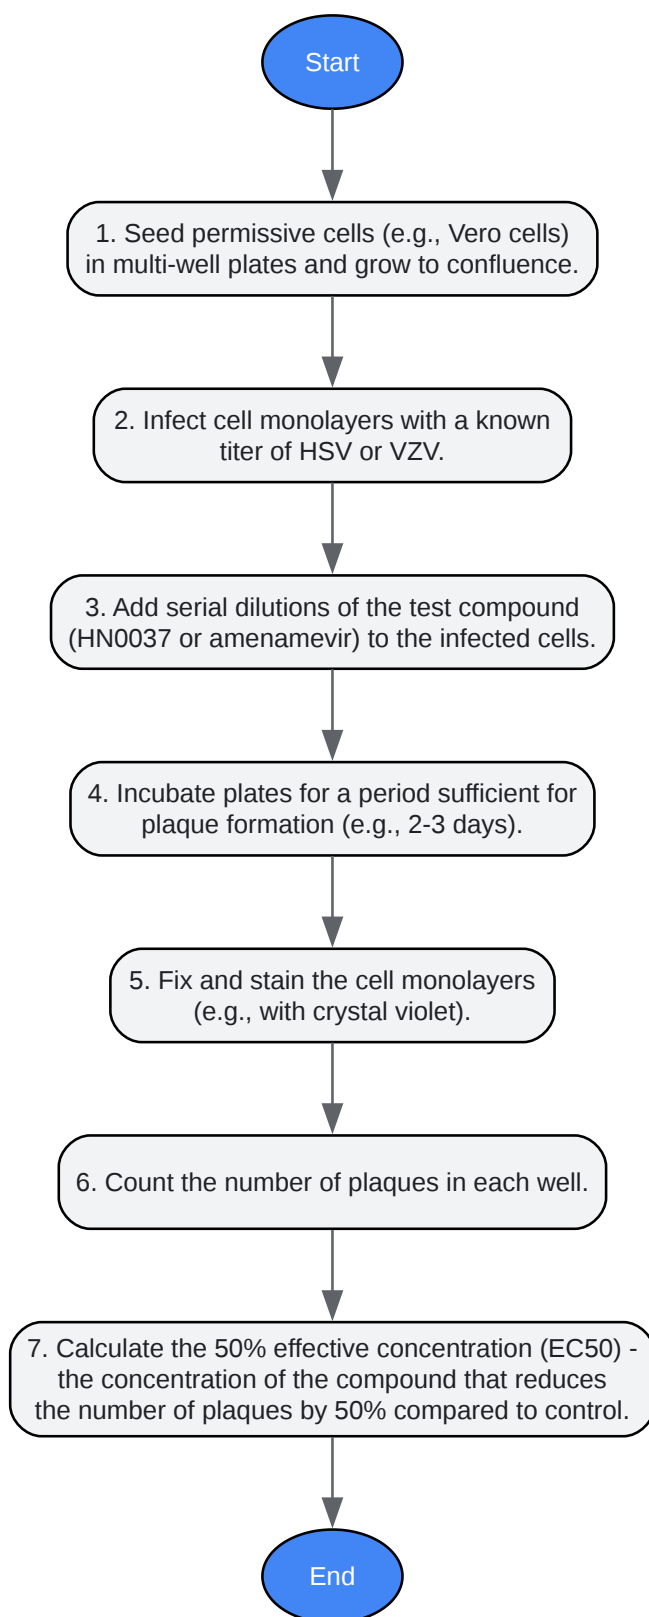 Start
1. Seed permissive cells (e.g., Vero cells)
in multi-well plates and grow to confluence.
2. Infect cell monolayers with a known
titer of HSV or VZV.
3. Add serial dilutions of the test compound
(HN0037 or amenamevir) to the infected cells.
4. Incubate plates for a period sufficient for
plaque formation (e.g., 2-3 days).
5. Fix and stain the cell monolayers
(e.g., with crystal violet).
6. Count the number of plaques in each well.
7. Calculate the 50% effective concentration (EC50) -
the concentration of the compound that reduces
the number of plaques by 50% compared to control.
End